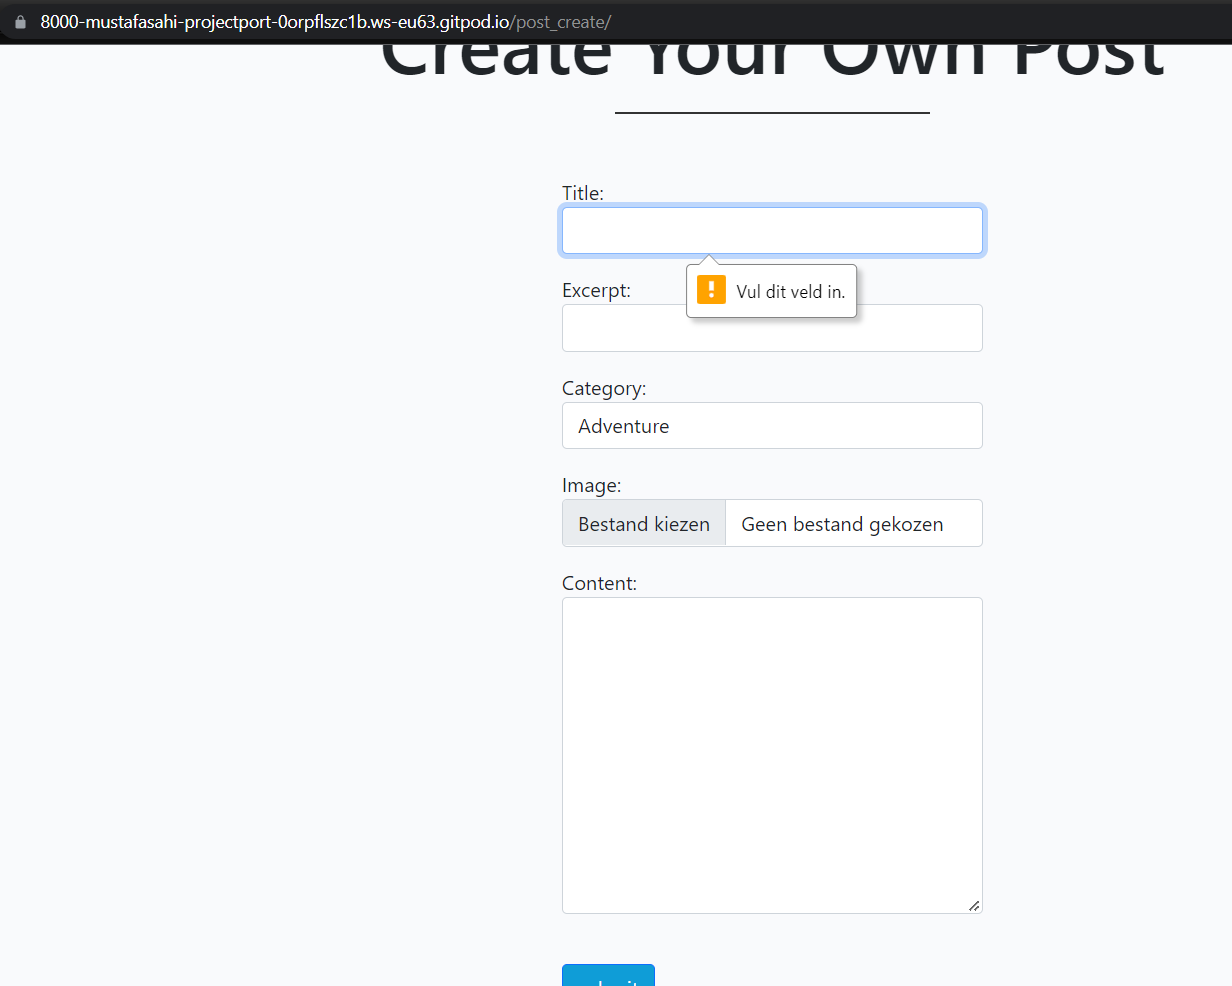 8000-mustafasahi-projectport-0orpflszc1b.ws-eu63.gitpod.io/post_create/
Create Your Own Post
Title:
Vul dit veld in.
Excerpt:
Category:
Adventure
Image:
Bestand kiezen Geen bestand gekozen
Content:
submit